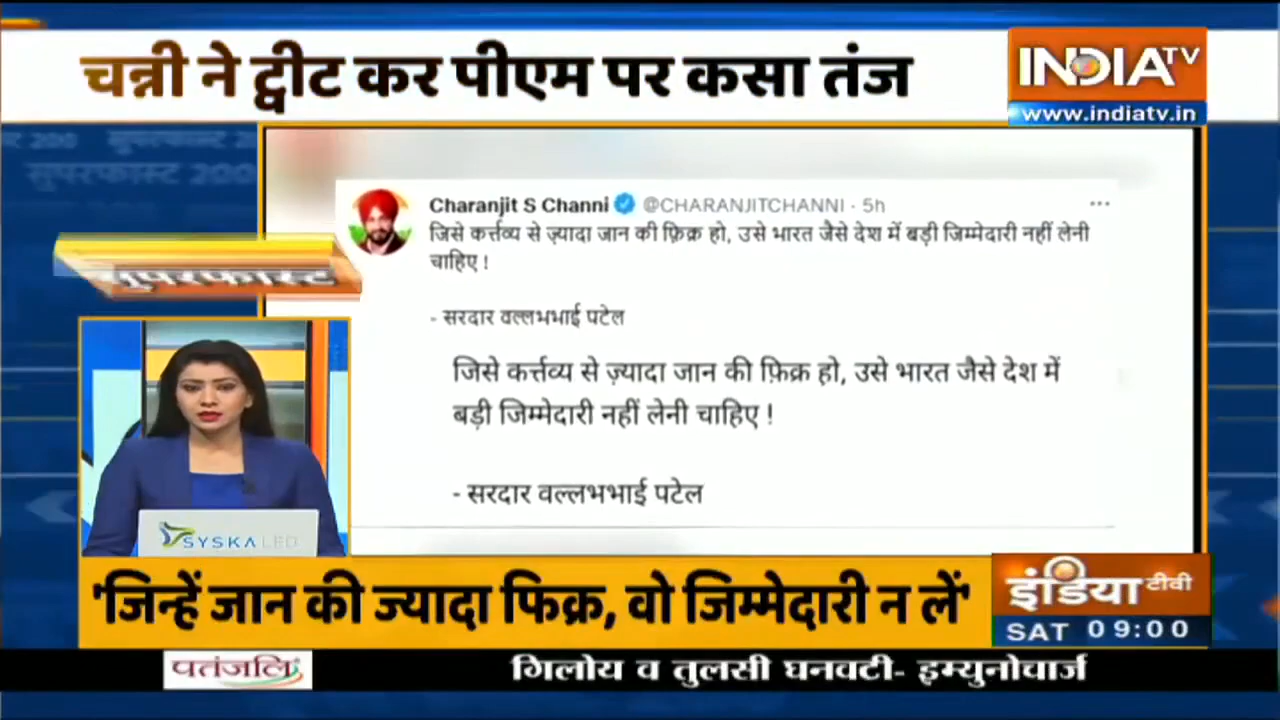 चन्नी ने ट्वीट कर पीएम पर कसा तंज
INDIA TV
www.indiatv.in
सुपरफास्ट 200
सुपरफास्ट
Charanjit S Channi @CHARANJITCHANNI · 5h
जिसे कर्त्तव्य से ज़्यादा जान की फ़िक्र हो, उसे भारत जैसे देश में बड़ी जिम्मेदारी नहीं लेनी
चाहिए !
- सरदार वल्लभभाई पटेल
जिसे कर्त्तव्य से ज़्यादा जान की फ़िक्र हो, उसे भारत जैसे देश में
बड़ी जिम्मेदारी नहीं लेनी चाहिए !
- सरदार वल्लभभाई पटेल
SYSKA LED
'जिन्हें जान की ज्यादा फिक्र, वो जिम्मेदारी न लें'
इंडिया टीवी
SAT 09:00
पतंजलि
गिलोय व तुलसी घनवटी- इम्युनोचार्ज